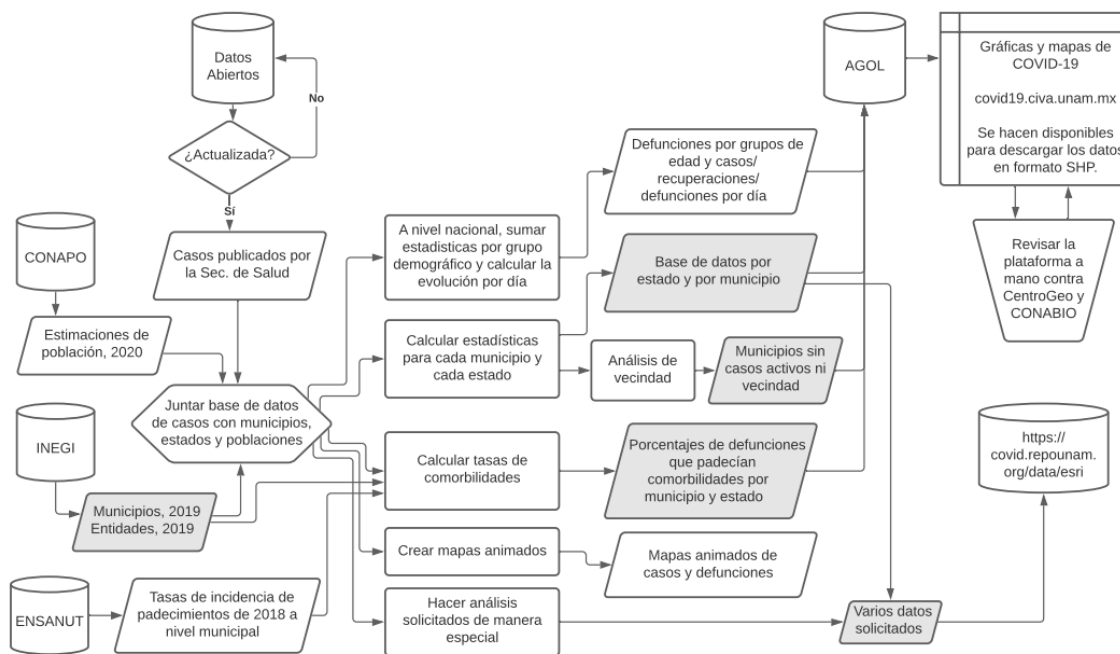 Datos
Abiertos
No
¿Actualizada?
Sí
CONAPO
Casos publicados por
la Sec. de Salud
Estimaciones de
población, 2020
Juntar base de datos
de casos con municipios,
estados y poblaciones
INEGI
Municipios, 2019
Entidades, 2019
ENSANUT
Tasas de incidencia de
padecimientos de 2018 a
nivel municipal
A nivel nacional, sumar
estadisticas por grupo
demográfico y calcular la
evolución por día
Calcular estadísticas
para cada municipio y
cada estado
Calcular tasas de
comorbilidades
Crear mapas animados
Hacer análisis
solicitados de manera
especial
Defunciones por grupos de
edad y casos/
recuperaciones/
defunciones por día
Base de datos por
estado y por municipio
Análisis de
vecindad
Municipios sin
casos activos ni
vecindad
Porcentajes de defunciones
que padecían
comorbilidades por
municipio y estado
Mapas animados de
casos y defunciones
Varios datos
solicitados
AGOL
Gráficas y mapas de
COVID-19
covid19.civa.unam.mx
Se hacen disponibles
para descargar los datos
en formato SHP.
Revisar la
plataforma a
mano contra
CentroGeo y
CONABIO
https://
covid.repounam.
org/data/esri